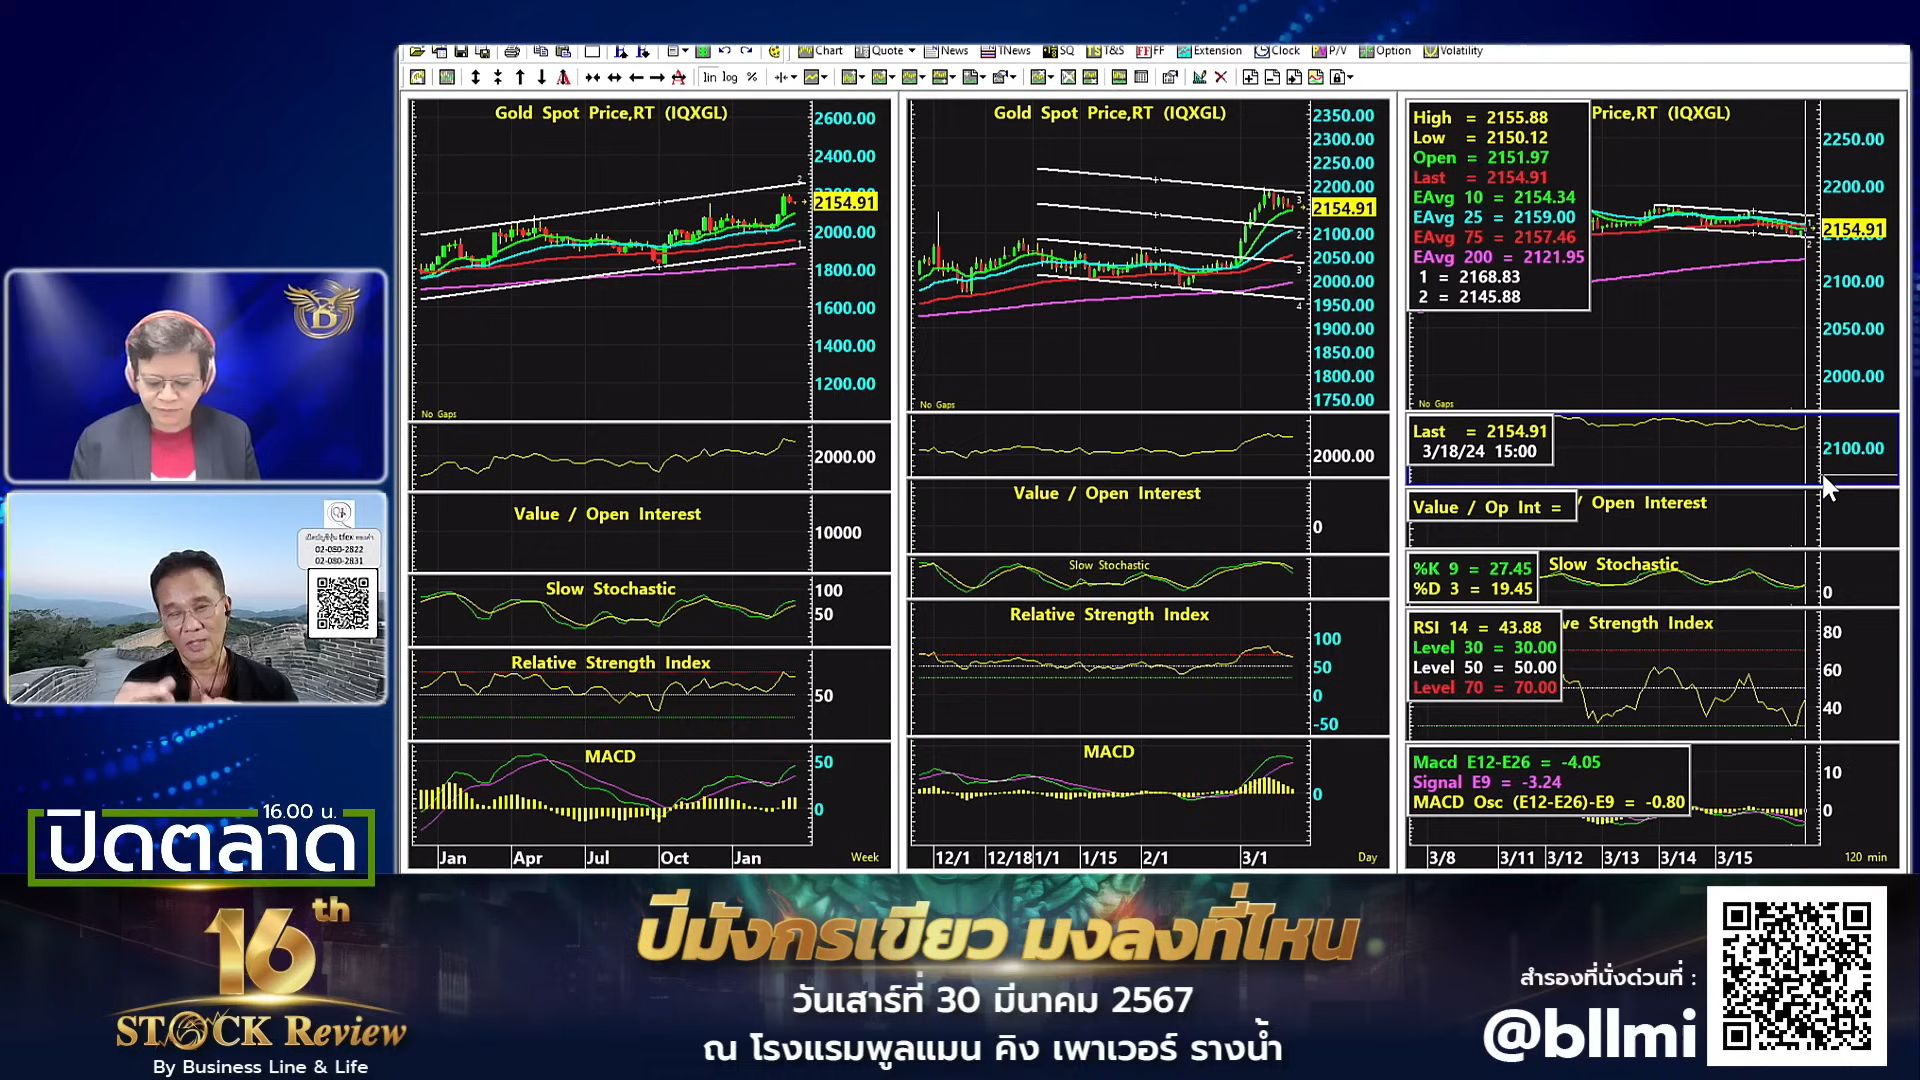 Chart Quote News TNews SQ T&S FF Extension Clock P/V Option Volatility
lin log %
Gold Spot Price,RT (IQXGL)
2600.00
2400.00
2154.91
2000.00
1800.00
1600.00
1400.00
1200.00
2
1
No Gaps
2000.00
Value / Open Interest
10000
Slow Stochastic
100
50
Relative Strength Index
50
MACD
50
0
Jan Apr Jul Oct Jan Week
Gold Spot Price,RT (IQXGL)
2350.00
2300.00
2250.00
2200.00
2154.91
2100.00
2050.00
2000.00
1950.00
1900.00
1850.00
1800.00
1750.00
3
2
3
4
No Gaps
2000.00
Value / Open Interest
0
Slow Stochastic
Relative Strength Index
100
50
0
-50
MACD
0
12/1 12/18 1/1 1/15 2/1 3/1 Day
Price,RT (IQXGL)
High = 2155.88
Low = 2150.12
Open = 2151.97
Last = 2154.91
EAvg 10 = 2154.34
EAvg 25 = 2159.00
EAvg 75 = 2157.46
EAvg 200 = 2121.95
1 = 2168.83
2 = 2145.88
2250.00
2200.00
2154.91
2100.00
2050.00
2000.00
1
2
No Gaps
Last = 2154.91
3/18/24 15:00
2100.00
Value / Op Int =
/ Open Interest
%K 9 = 27.45
%D 3 = 19.45
Slow Stochastic
0
RSI 14 = 43.88
Level 30 = 30.00
Level 50 = 50.00
Level 70 = 70.00
ve Strength Index
80
60
40
Macd E12-E26 = -4.05
Signal E9 = -3.24
MACD Osc (E12-E26)-E9 = -0.80
10
0
3/8 3/11 3/12 3/13 3/14 3/15 120 min
02-080-2822
02-080-2831
16.00 น.
ปิดตลาด
16th
STOCK Review
By Business Line & Life
ปีมังกรเขียว มงลงที่ไหน
วันเสาร์ที่ 30 มีนาคม 2567
ณ โรงแรมพูลแมน คิง เพาเวอร์ รางน้ำ
สำรองที่นั่งด่วนที่ :
@bllmi